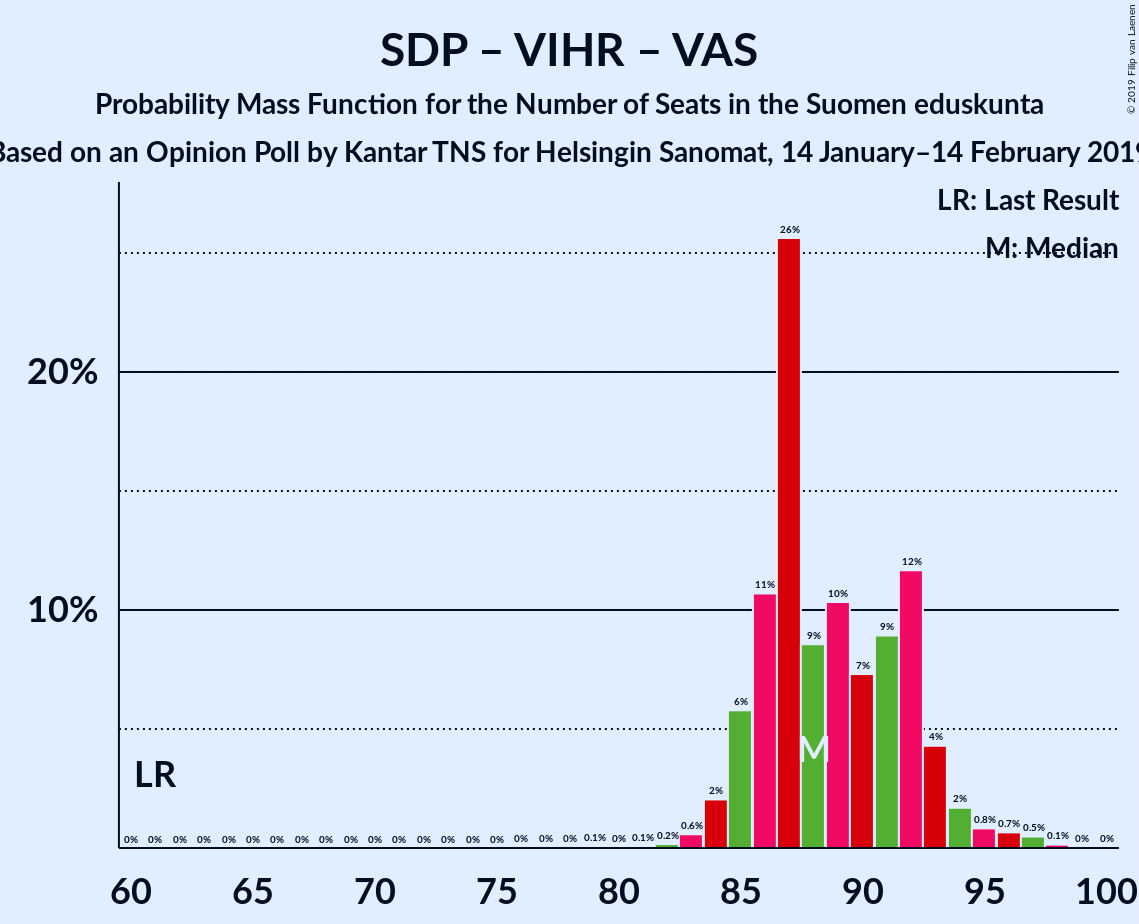 © 2019 Filip van Laenen
SDP – VIHR – VAS
Probability Mass Function for the Number of Seats in the Suomen eduskunta
Based on an Opinion Poll by Kantar TNS for Helsingin Sanomat, 14 January–14 February 2019
LR: Last Result
M: Median
20%
10%
LR
M
0% 0% 0% 0% 0% 0% 0% 0% 0% 0% 0% 0% 0% 0% 0% 0% 0% 0% 0% 0.1% 0% 0.1% 0.2% 0.6% 2% 6% 11% 26% 9% 10% 7% 9% 12% 4% 2% 0.8% 0.7% 0.5% 0.1% 0% 0%
60 65 70 75 80 85 90 95 100